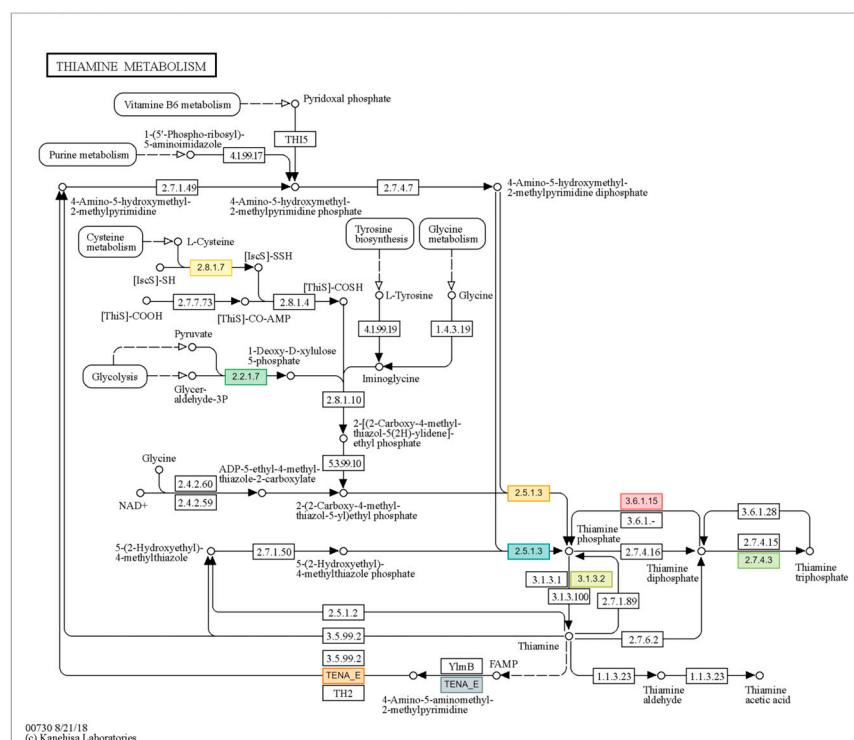 THIAMINE METABOLISM
Vitamine B6 metabolism
Pyridoxal phosphate
1-(5'-Phospho-ribosyl)-
5-aminoimidazole
THI5
Purine metabolism
4.1.99.17
2.7.1.49
2.7.4.7
4-Amino-5-hydroxymethyl-
2-methylpyrimidine
4-Amino-5-hydroxymethyl-
2-methylpyrimidine phosphate
4-Amino-5-hydroxymethyl-
2-methylpyrimidine diphosphate
Cysteine
metabolism
L-Cysteine
Tyrosine
biosynthesis
Glycine
metabolism
[IscS]-SSH
2.8.1.7
[IscS]-SH
[ThiS]-COSH
2.7.7.73
2.8.1.4
L-Tyrosine
Glycine
[ThiS]-COOH
[ThiS]-CO-AMP
4.1.99.19
1.4.3.19
Pyruvate
1-Deoxy-D-xylulose
5-phosphate
Glycolysis
2.2.1.7
Iminoglycine
Glycer-
aldehyde-3P
2.8.1.10
2-[(2-Carboxy-4-methyl-
thiazol-5(2H)-ylidene]-
ethyl phosphate
Glycine
5.3.99.10
ADP-5-ethyl-4-methyl-
thiazole-2-carboxylate
2.4.2.60
2.4.2.59
NAD+
2-(2-Carboxy-4-methyl-
thiazol-5-yl)ethyl phosphate
2.5.1.3
3.6.1.15
3.6.1.-
3.6.1.28
Thiamine
phosphate
5-(2-Hydroxyethyl)-
4-methylthiazole
2.7.1.50
5-(2-Hydroxyethyl)-
4-methylthiazole phosphate
2.5.1.3
2.7.4.16
2.7.4.15
2.7.4.3
Thiamine
diphosphate
Thiamine
triphosphate
3.1.3.1
3.1.3.2
3.1.3.100
2.7.1.89
2.5.1.2
3.5.99.2
Thiamine
2.7.6.2
3.5.99.2
TENA_E
TH2
YlmB
TENA_E
FAMP
4-Amino-5-aminomethyl-
2-methylpyrimidine
1.1.3.23
Thiamine
aldehyde
1.1.3.23
Thiamine
acetic acid
00730 8/21/18
(c) Kanehisa Laboratories